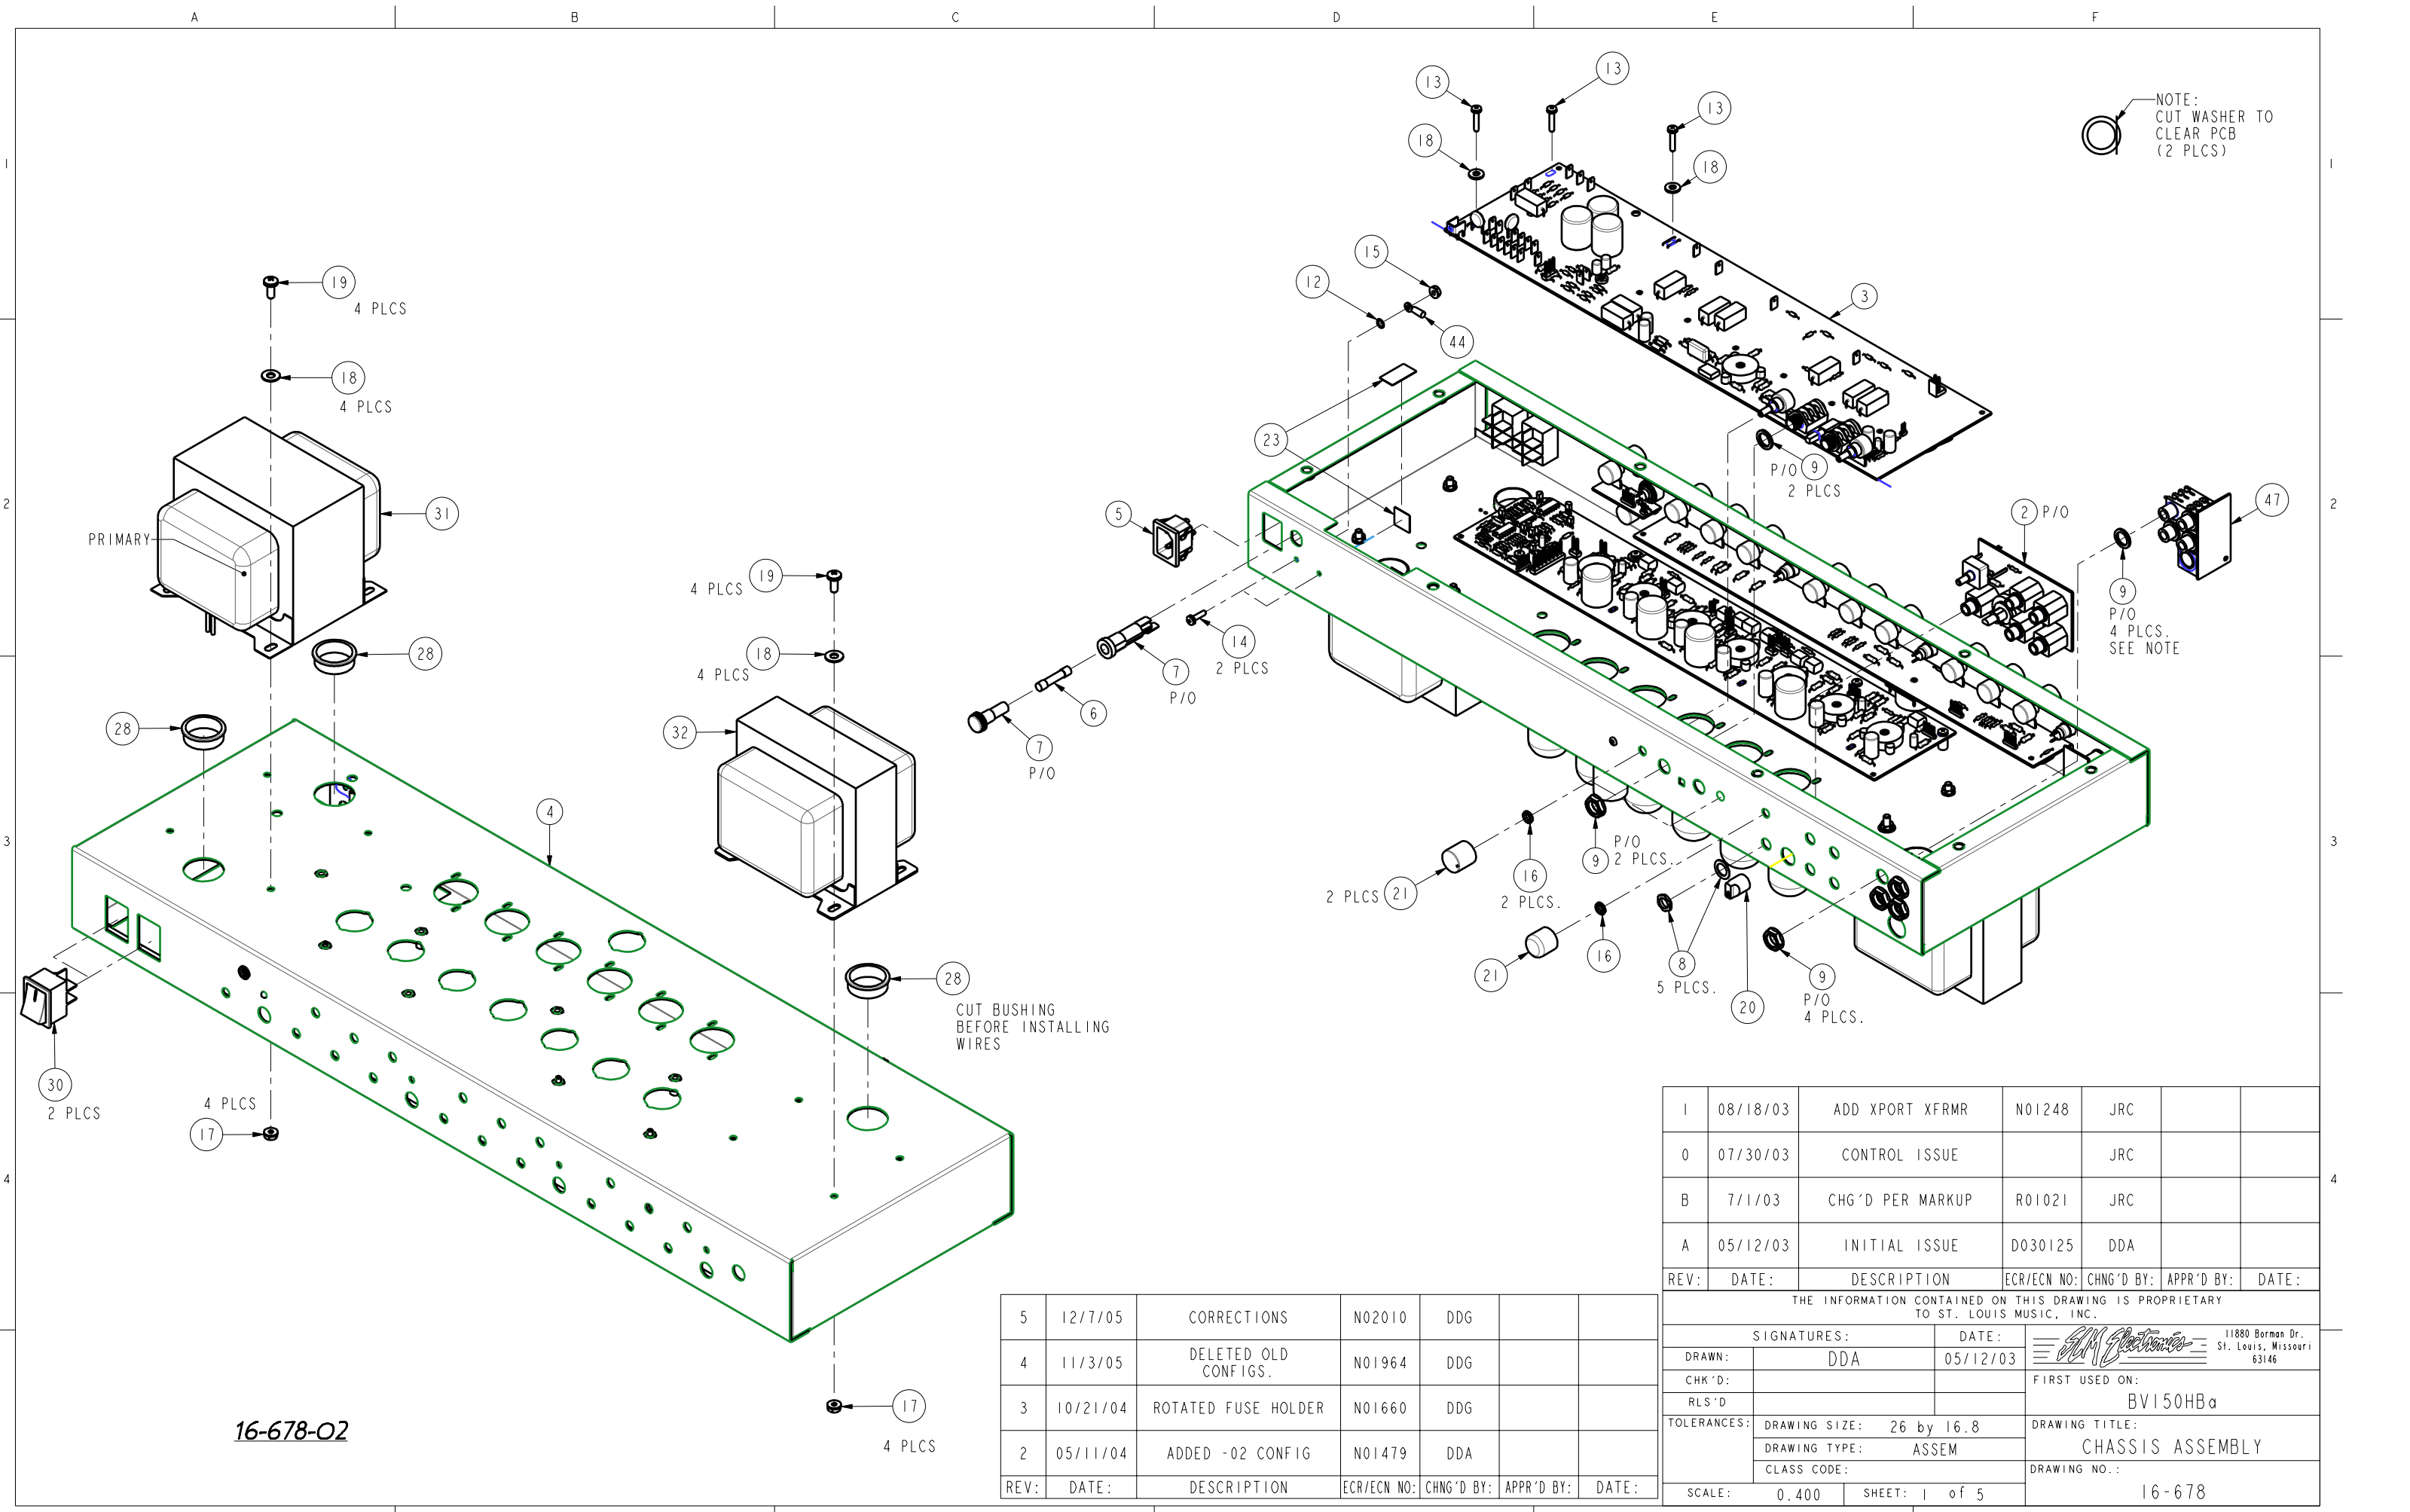 A B C D E F
1
2
3
4
1
2
3
4
NOTE:
CUT WASHER TO
CLEAR PCB
(2 PLCS)
13
13
13
18
18
3
15
12
44
23
5
P/O 9
2 PLCS
2 P/O
47
9
P/O
4 PLCS.
SEE NOTE
14
2 PLCS
7
P/O
6
7
P/O
19
4 PLCS
18
4 PLCS
31
PRIMARY
28
28
4 PLCS 19
18
4 PLCS
32
4
28
CUT BUSHING
BEFORE INSTALLING
WIRES
30
2 PLCS
4 PLCS
17
17
4 PLCS
2 PLCS 21
16
2 PLCS.
P/O
9 2 PLCS.
21
16
8
5 PLCS.
20
9
P/O
4 PLCS.
16-678-02
5 12/7/05 CORRECTIONS N02010 DDG
4 11/3/05 DELETED OLD CONFIGS. N01964 DDG
3 10/21/04 ROTATED FUSE HOLDER N01660 DDG
2 05/11/04 ADDED -02 CONFIG N01479 DDA
REV: DATE: DESCRIPTION ECR/ECN NO: CHNG'D BY: APPR'D BY: DATE:
1 08/18/03 ADD XPORT XFRMR N01248 JRC
0 07/30/03 CONTROL ISSUE JRC
B 7/1/03 CHG'D PER MARKUP R01021 JRC
A 05/12/03 INITIAL ISSUE D030125 DDA
REV: DATE: DESCRIPTION ECR/ECN NO: CHNG'D BY: APPR'D BY: DATE:
THE INFORMATION CONTAINED ON THIS DRAWING IS PROPRIETARY
TO ST. LOUIS MUSIC, INC.
SIGNATURES: DATE:
DRAWN: DDA 05/12/03
CHK'D:
RLS'D
SLM Electronics
11880 Borman Dr.
St. Louis, Missouri
63146
FIRST USED ON:
BV150HBa
TOLERANCES:
DRAWING SIZE: 26 by 16.8
DRAWING TYPE: ASSEM
CLASS CODE:
DRAWING TITLE:
CHASSIS ASSEMBLY
DRAWING NO.:
16-678
SCALE: 0.400 SHEET: 1 of 5